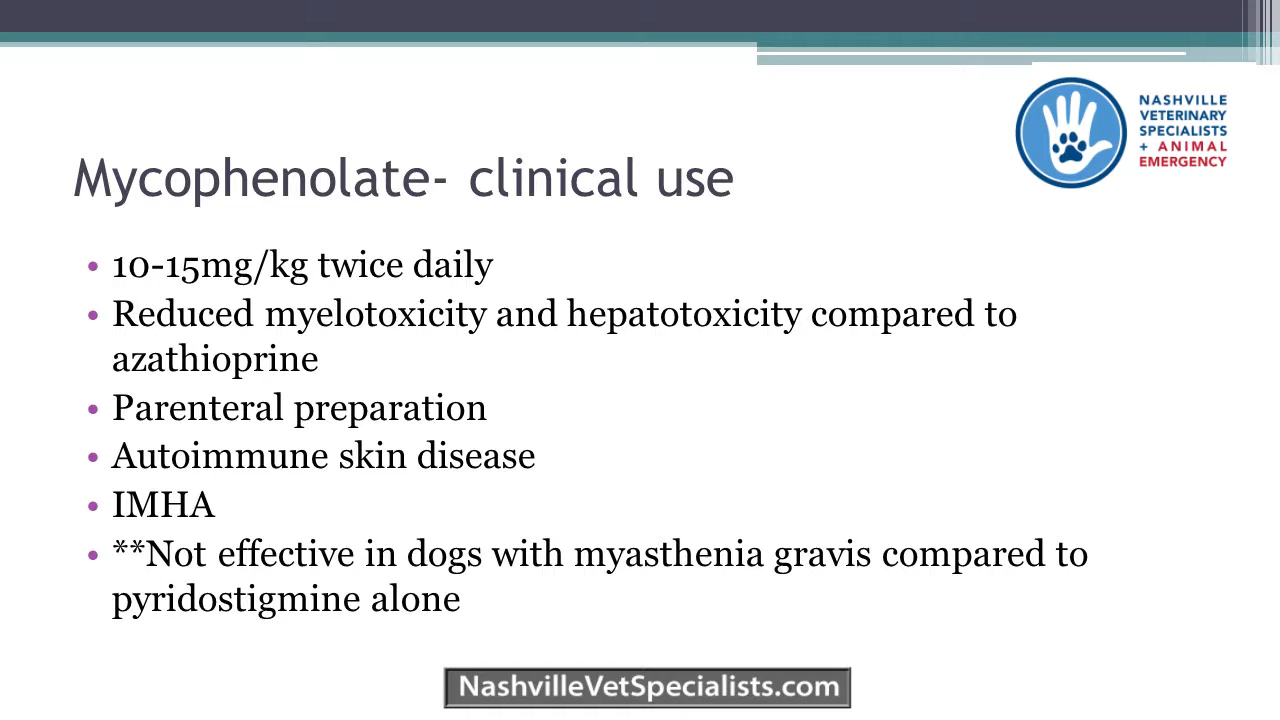 NASHVILLE
VETERINARY
SPECIALISTS
+ ANIMAL
EMERGENCY
Mycophenolate- clinical use
• 10-15mg/kg twice daily
• Reduced myelotoxicity and hepatotoxicity compared to
azathioprine
• Parenteral preparation
• Autoimmune skin disease
• IMHA
• **Not effective in dogs with myasthenia gravis compared to
pyridostigmine alone
NashvilleVetSpecialists.com